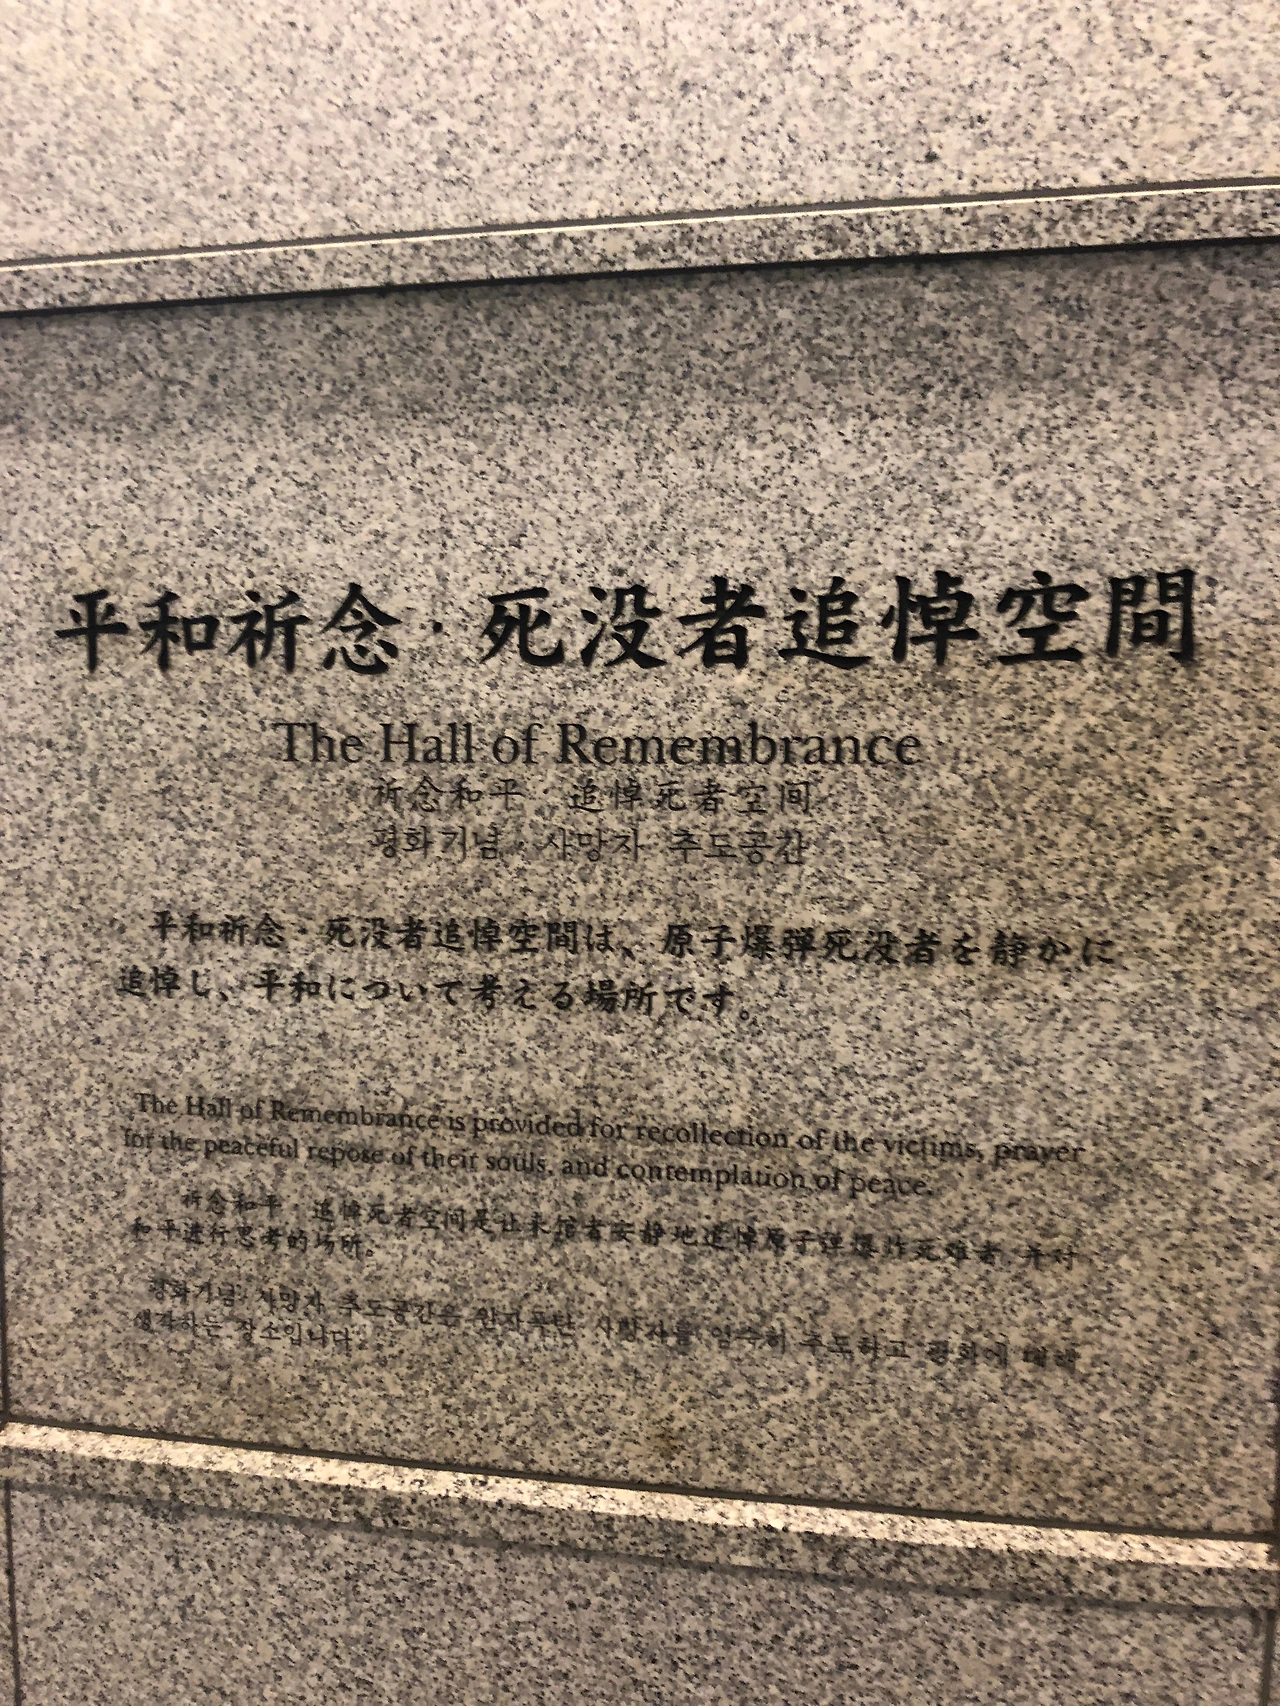 平和祈念・死没者追悼空間
The Hall of Remembrance
祈念和平・追悼死者空间
평화기념・사망자 추도공간
平和祈念・死没者追悼空間は、原子爆弾死没者を静かに
追悼し、平和について考える場所です。
The Hall of Remembrance is provided for recollection of the victims, prayer
for the peaceful repose of their souls, and contemplation of peace.
祈念和平・追悼死者空间是让来馆者安静地追悼原子弹爆炸死难者,并对
和平进行思考的场所。
평화기념・사망자 추도공간은 원자폭탄 사망자를 엄숙히 추도하고 평화에 대해
생각하는 장소입니다.